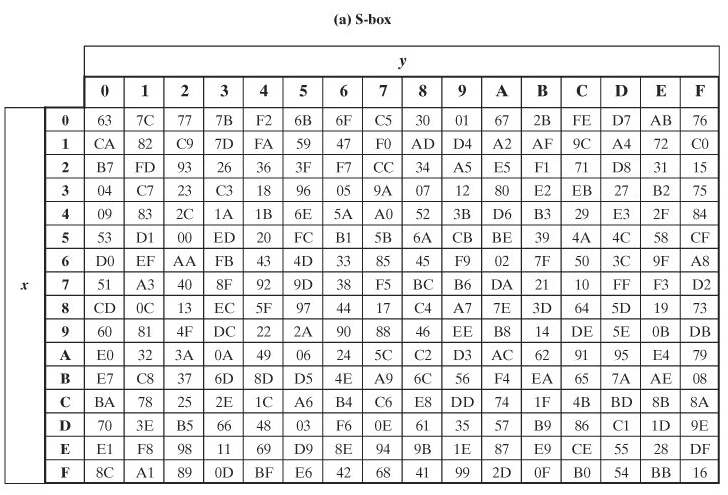 (a) S-box
y
0 1 2 3 4 5 6 7 8 9 A B C D E F
0 63 7C 77 7B F2 6B 6F C5 30 01 67 2B FE D7 AB 76
1 CA 82 C9 7D FA 59 47 F0 AD D4 A2 AF 9C A4 72 C0
2 B7 FD 93 26 36 3F F7 CC 34 A5 E5 F1 71 D8 31 15
3 04 C7 23 C3 18 96 05 9A 07 12 80 E2 EB 27 B2 75
4 09 83 2C 1A 1B 6E 5A A0 52 3B D6 B3 29 E3 2F 84
5 53 D1 00 ED 20 FC B1 5B 6A CB BE 39 4A 4C 58 CF
6 D0 EF AA FB 43 4D 33 85 45 F9 02 7F 50 3C 9F A8
x 7 51 A3 40 8F 92 9D 38 F5 BC B6 DA 21 10 FF F3 D2
8 CD 0C 13 EC 5F 97 44 17 C4 A7 7E 3D 64 5D 19 73
9 60 81 4F DC 22 2A 90 88 46 EE B8 14 DE 5E 0B DB
A E0 32 3A 0A 49 06 24 5C C2 D3 AC 62 91 95 E4 79
B E7 C8 37 6D 8D D5 4E A9 6C 56 F4 EA 65 7A AE 08
C BA 78 25 2E 1C A6 B4 C6 E8 DD 74 1F 4B BD 8B 8A
D 70 3E B5 66 48 03 F6 0E 61 35 57 B9 86 C1 1D 9E
E E1 F8 98 11 69 D9 8E 94 9B 1E 87 E9 CE 55 28 DF
F 8C A1 89 0D BF E6 42 68 41 99 2D 0F B0 54 BB 16